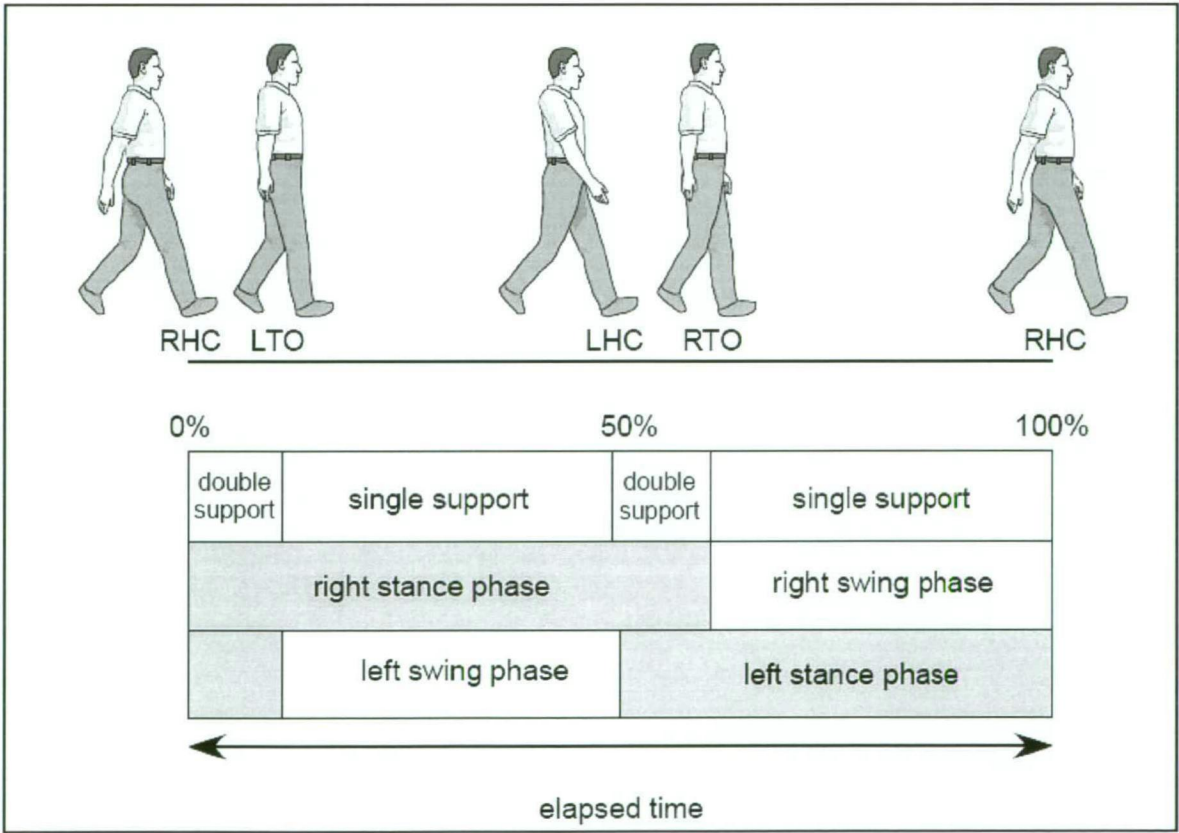 RHC LTO LHC RTO RHC
0% 50% 100%
double support single support double support single support
right stance phase right swing phase
left swing phase left stance phase
elapsed time